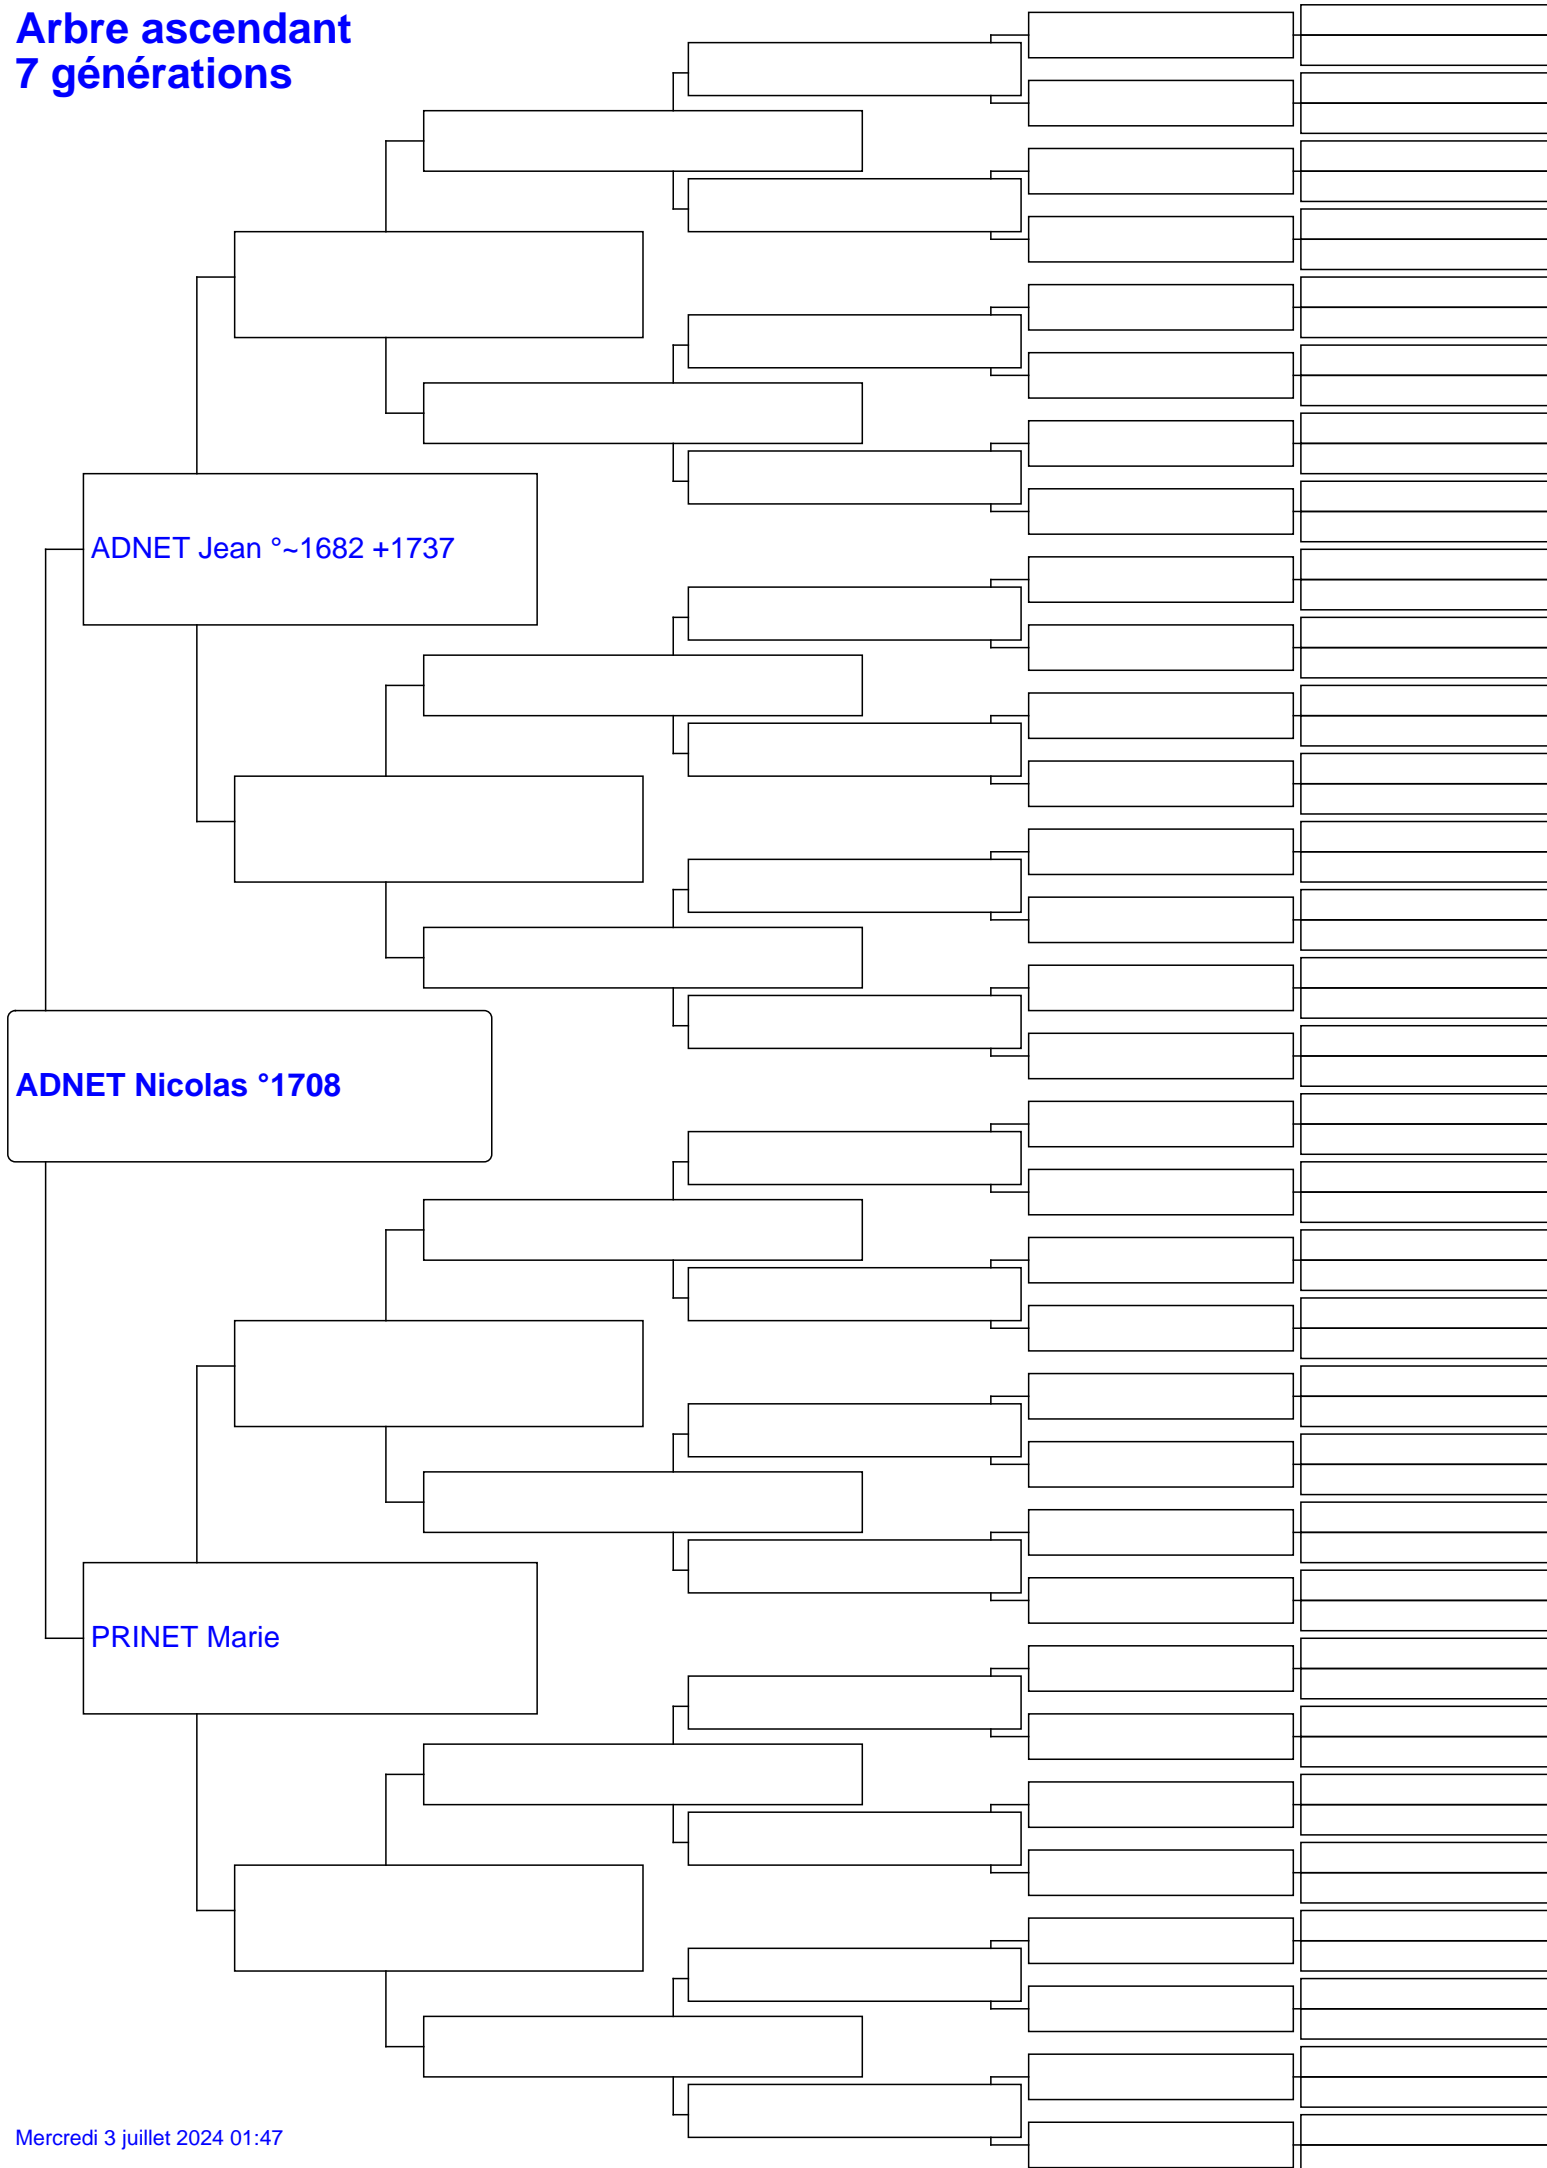 Arbre ascendant
7 générations
ADNET Jean °~1682 +1737
ADNET Nicolas °1708
PRINET Marie
Mercredi 3 juillet 2024 01:47